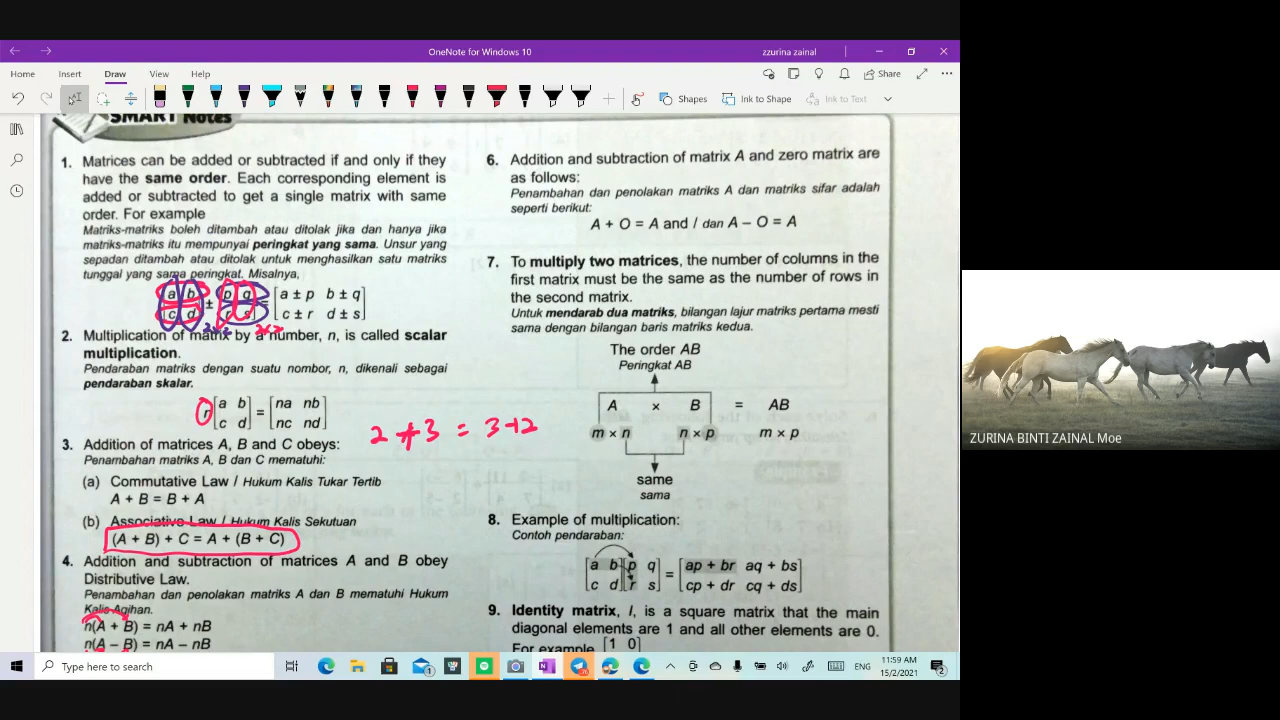 OneNote for Windows 10
zzurina zainal
Home Insert Draw View Help
Share
Shapes Ink to Shape Ink to Text
SMART Notes
1. Matrices can be added or subtracted if and only if they
have the same order. Each corresponding element is
added or subtracted to get a single matrix with same
order. For example
Matriks-matriks boleh ditambah atau ditolak jika dan hanya jika
matriks-matriks itu mempunyai peringkat yang sama. Unsur yang
sepadan ditambah atau ditolak untuk menghasilkan satu matriks
tunggal yang sama peringkat. Misalnya,
[a b] ± [p q] = [a ± p b ± q]
[c d] [r s] [c ± r d ± s]
2×2 2×2
2. Multiplication of matrix by a number, n, is called scalar
multiplication.
Pendaraban matriks dengan suatu nombor, n, dikenali sebagai
pendaraban skalar.
n[a b] = [na nb]
[c d] [nc nd]
2 + 3 = 3+2
3. Addition of matrices A, B and C obeys:
Penambahan matriks A, B dan C mematuhi:
(a) Commutative Law / Hukum Kalis Tukar Tertib
A + B = B + A
(b) Associative Law / Hukum Kalis Sekutuan
(A + B) + C = A + (B + C)
4. Addition and subtraction of matrices A and B obey
Distributive Law.
Penambahan dan penolakan matriks A dan B mematuhi Hukum
Kalis Agihan.
n(A + B) = nA + nB
n(A – B) = nA – nB
6. Addition and subtraction of matrix A and zero matrix are
as follows:
Penambahan dan penolakan matriks A dan matriks sifar adalah
seperti berikut:
A + O = A and / dan A – O = A
7. To multiply two matrices, the number of columns in the
first matrix must be the same as the number of rows in
the second matrix.
Untuk mendarab dua matriks, bilangan lajur matriks pertama mesti
sama dengan bilangan baris matriks kedua.
The order AB
Peringkat AB
A × B = AB
m × n n × p m × p
same
sama
8. Example of multiplication:
Contoh pendaraban:
[a b][p q] = [ap + br aq + bs]
[c d][r s] [cp + dr cq + ds]
9. Identity matrix, I, is a square matrix that the main
diagonal elements are 1 and all other elements are 0.
For example [1 0]
ZURINA BINTI ZAINAL Moe
Type here to search
ENG
11:59 AM
15/2/2021